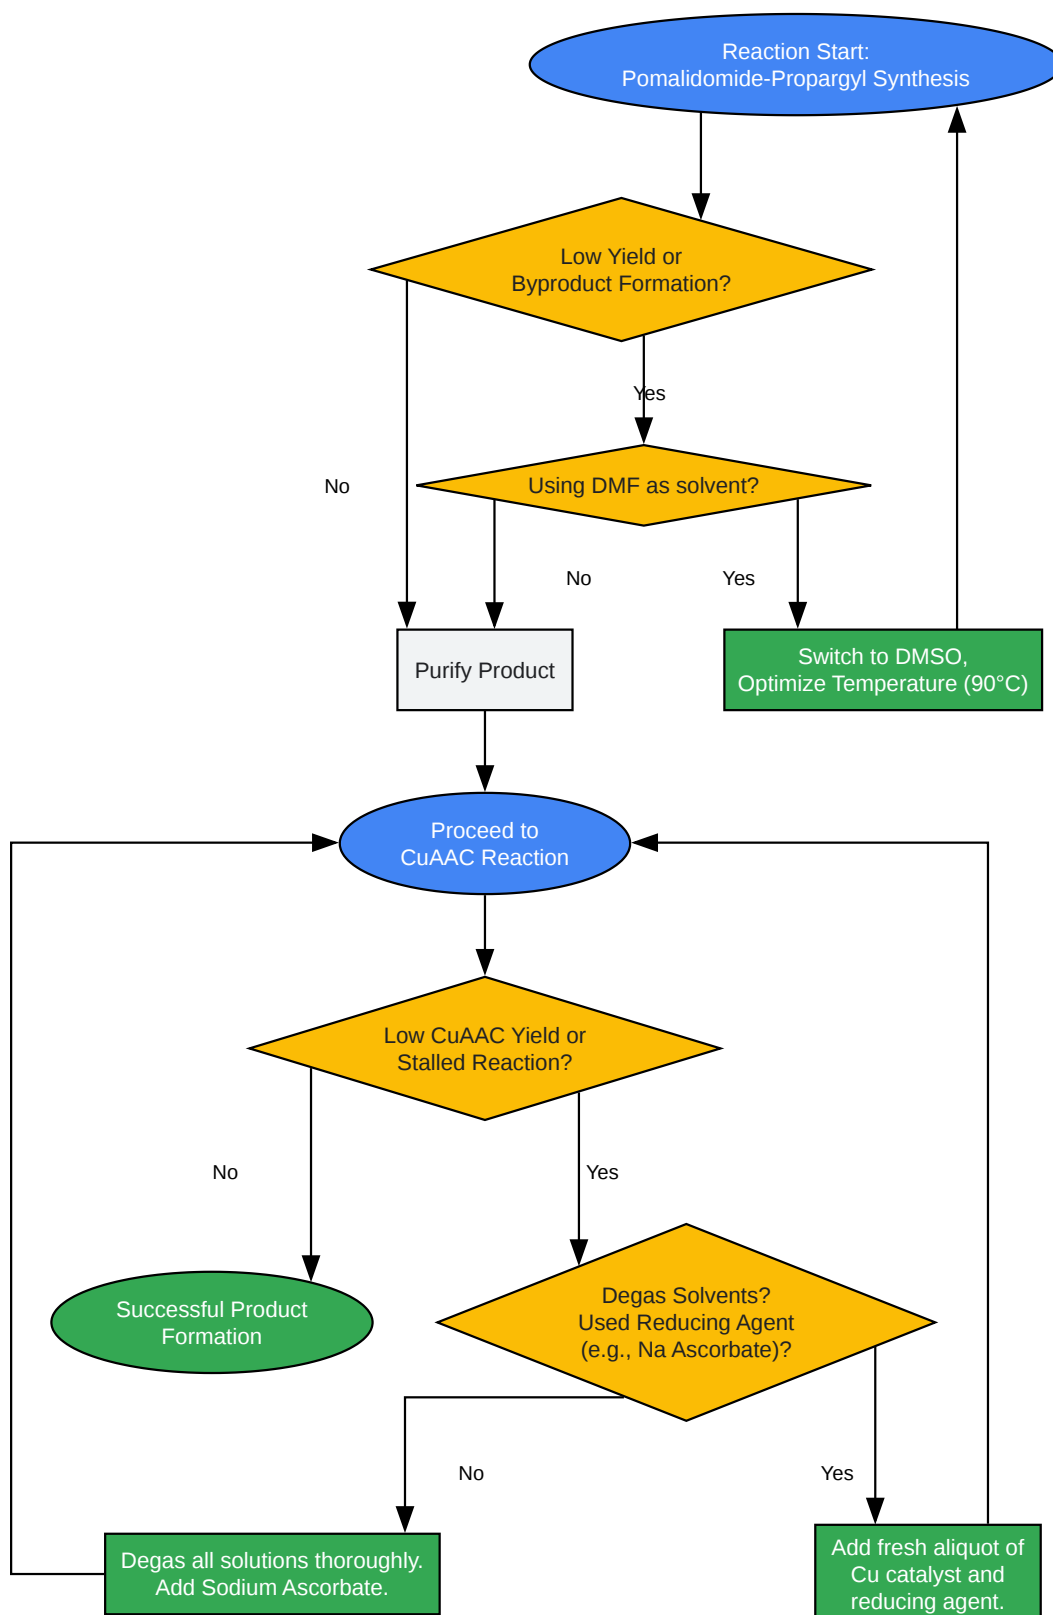 Reaction Start:
Pomalidomide-Propargyl Synthesis
Low Yield or
Byproduct Formation?
Yes
No
Using DMF as solvent?
No
Yes
Purify Product
Switch to DMSO,
Optimize Temperature (90°C)
Proceed to
CuAAC Reaction
Low CuAAC Yield or
Stalled Reaction?
No
Yes
Successful Product
Formation
Degas Solvents?
Used Reducing Agent
(e.g., Na Ascorbate)?
No
Yes
Degas all solutions thoroughly.
Add Sodium Ascorbate.
Add fresh aliquot of
Cu catalyst and
reducing agent.